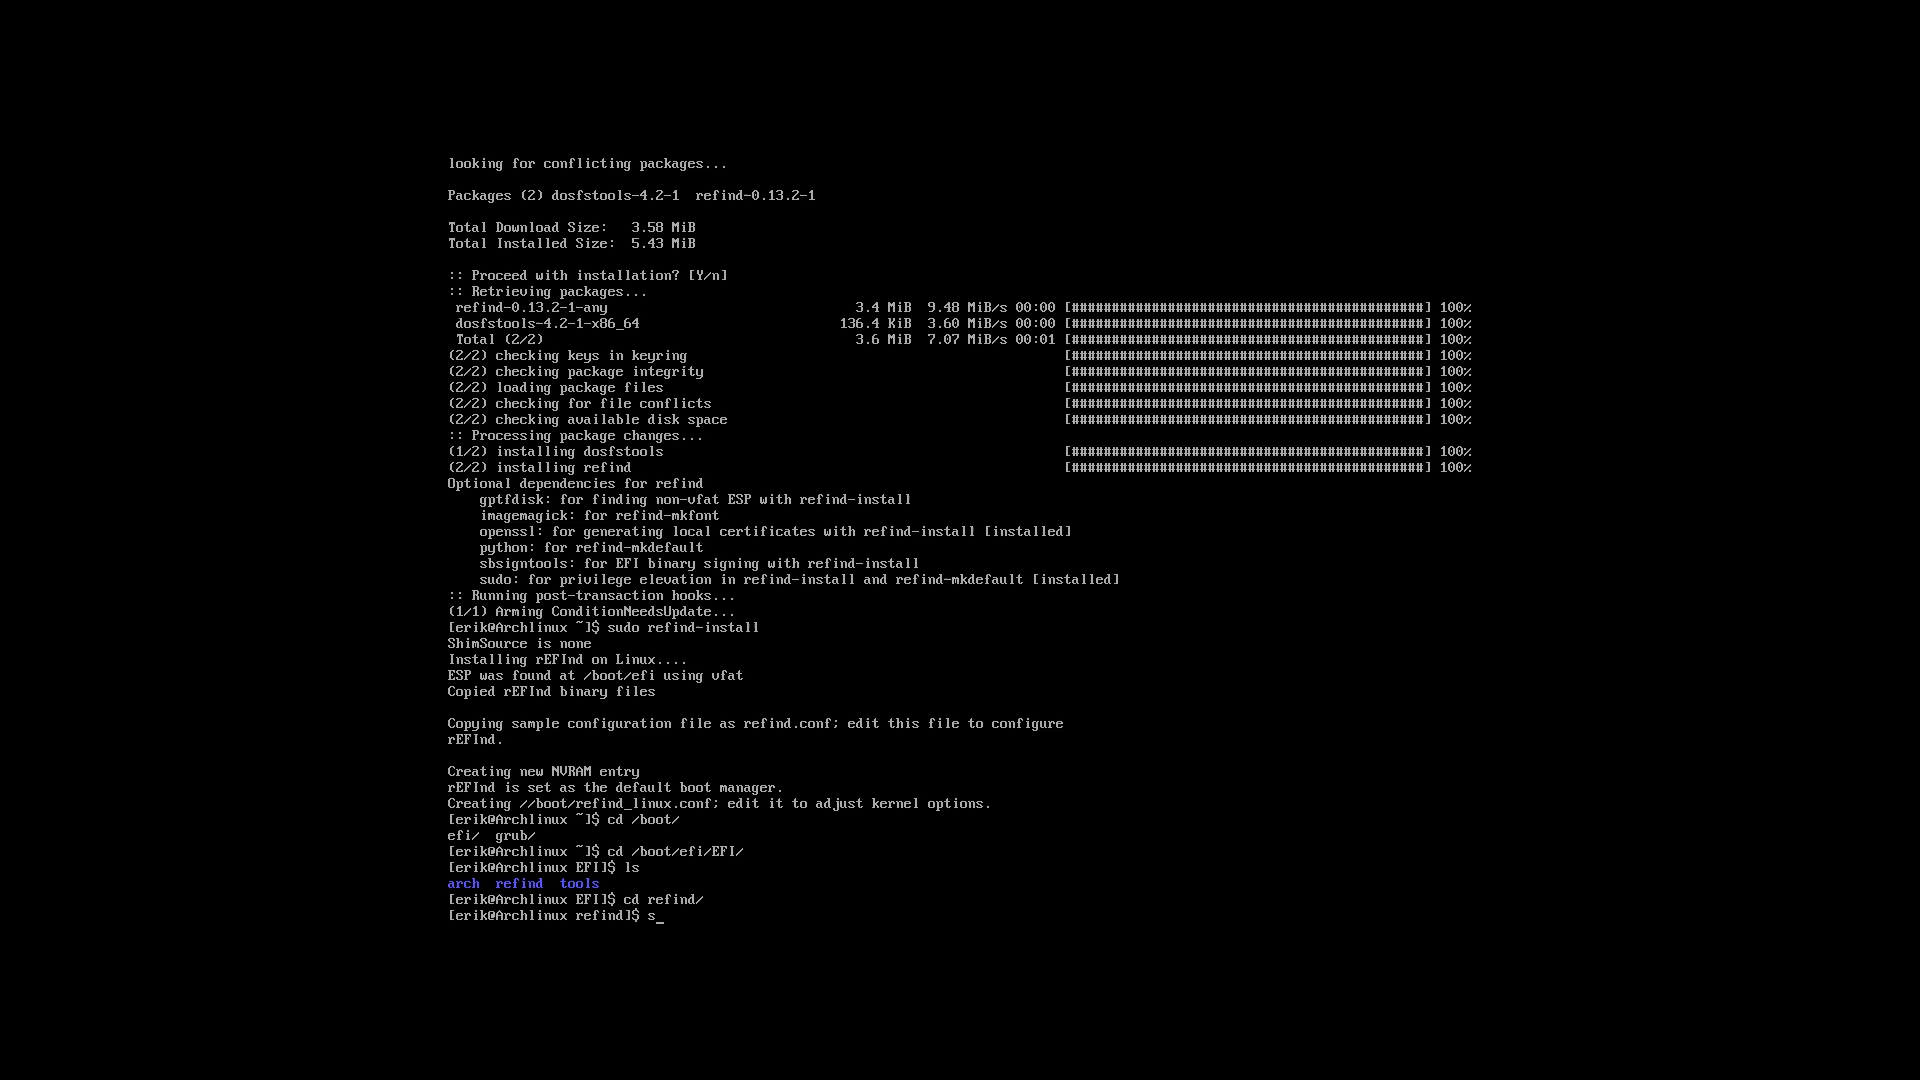 looking for conflicting packages...
Packages (2) dosfstools-4.2-1  refind-0.13.2-1
Total Download Size:   3.58 MiB
Total Installed Size:  5.43 MiB
:: Proceed with installation? [Y/n]
:: Retrieving packages...
refind-0.13.2-1-any 3.4 MiB 9.48 MiB/s 00:00 [############################################] 100%
dosfstools-4.2-1-x86_64 136.4 KiB 3.60 MiB/s 00:00 [############################################] 100%
Total (2/2) 3.6 MiB 7.07 MiB/s 00:01 [############################################] 100%
(2/2) checking keys in keyring [############################################] 100%
(2/2) checking package integrity [############################################] 100%
(2/2) loading package files [############################################] 100%
(2/2) checking for file conflicts [############################################] 100%
(2/2) checking available disk space [############################################] 100%
:: Processing package changes...
(1/2) installing dosfstools [############################################] 100%
(2/2) installing refind [############################################] 100%
Optional dependencies for refind
    gptfdisk: for finding non-vfat ESP with refind-install
    imagemagick: for refind-mkfont
    openssl: for generating local certificates with refind-install [installed]
    python: for refind-mkdefault
    sbsigntools: for EFI binary signing with refind-install
    sudo: for privilege elevation in refind-install and refind-mkdefault [installed]
:: Running post-transaction hooks...
(1/1) Arming ConditionNeedsUpdate...
[erik@Archlinux ~]$ sudo refind-install
ShimSource is none
Installing rEFInd on Linux....
ESP was found at /boot/efi using vfat
Copied rEFInd binary files
Copying sample configuration file as refind.conf; edit this file to configure
rEFInd.
Creating new NVRAM entry
rEFInd is set as the default boot manager.
Creating //boot/refind_linux.conf; edit it to adjust kernel options.
[erik@Archlinux ~]$ cd /boot/
efi/  grub/
[erik@Archlinux ~]$ cd /boot/efi/EFI/
[erik@Archlinux EFI]$ ls
arch  refind  tools
[erik@Archlinux EFI]$ cd refind/
[erik@Archlinux refind]$ s_